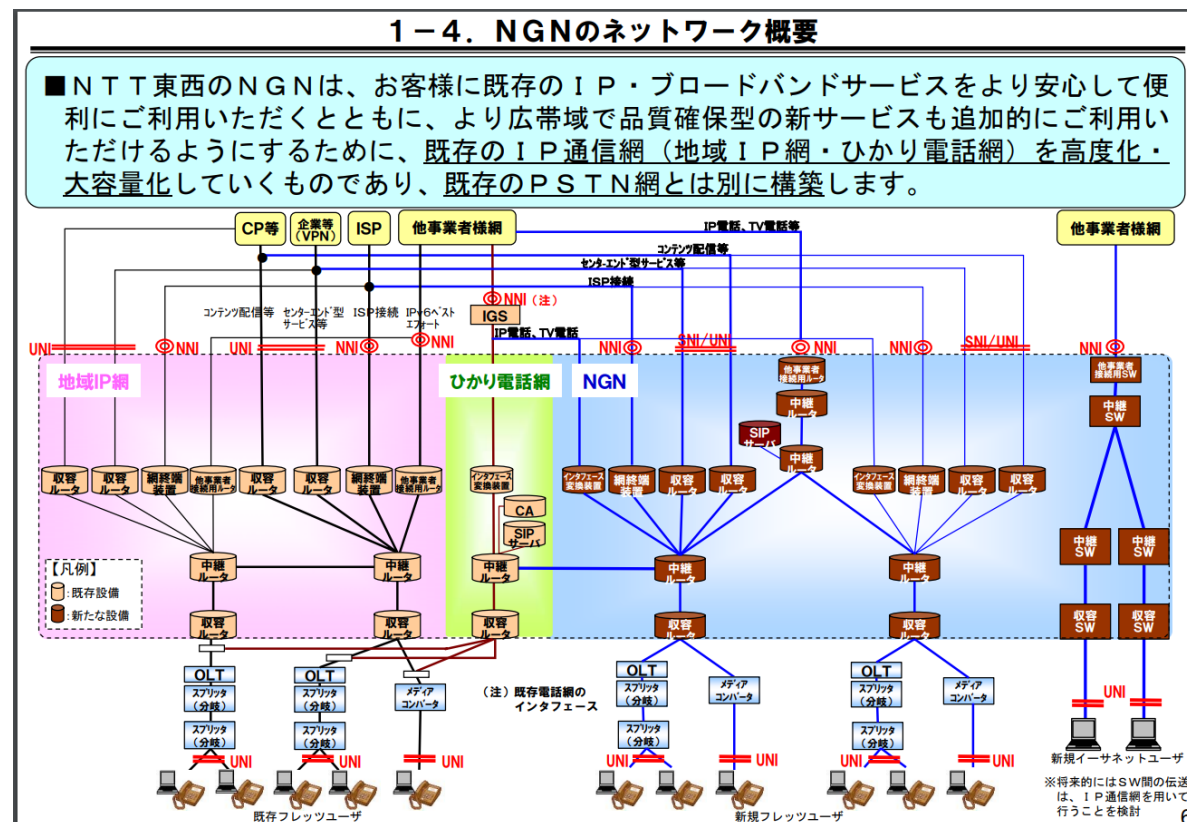 1－4．NGNのネットワーク概要
■NTT東西のNGNは、お客様に既存のIP・ブロードバンドサービスをより安心して便
利にご利用いただくとともに、より広帯域で品質確保型の新サービスも追加的にご利用い
ただけるようにするために、既存のIP通信網（地域IP網・ひかり電話網）を高度化・
大容量化していくものであり、既存のPSTN網とは別に構築します。
CP等
企業等
（VPN）
ISP
他事業者様網
IP電話、TV電話等
他事業者様網
コンテンツ配信等
センタ-エンド型サービス等
ISP接続
NNI（注）
IGS
コンテンツ配信等
センターエンド型
サービス等
ISP接続
IPv6ベスト
エフォート
IP電話、TV電話
UNI
NNI
UNI
NNI
NNI
NNI
SNI/UNI
NNI
NNI
SNI/UNI
NNI
地域IP網
ひかり電話網
NGN
他事業者
接続用ルータ
他事業者
接続用SW
中継
ルータ
中継
SW
SIP
サーバ
中継
ルータ
収容
ルータ
収容
ルータ
網終端
装置
他事業者
接続用ルータ
収容
ルータ
収容
ルータ
網終端
装置
他事業者
接続用ルータ
インタフェース
変換装置
インタフェース
変換装置
網終端
装置
収容
ルータ
収容
ルータ
インタフェース
変換装置
網終端
装置
収容
ルータ
収容
ルータ
CA
SIP
サーバ
中継
SW
中継
SW
【凡例】
：既存設備
：新たな設備
中継
ルータ
中継
ルータ
中継
ルータ
中継
ルータ
中継
ルータ
収容
ルータ
収容
ルータ
収容
ルータ
収容
ルータ
収容
ルータ
収容
SW
収容
SW
OLT
スプリッタ
（分岐）
スプリッタ
（分岐）
OLT
スプリッタ
（分岐）
スプリッタ
（分岐）
メディア
コンバータ
（注）既存電話網の
インタフェース
OLT
スプリッタ
（分岐）
スプリッタ
（分岐）
メディア
コンバータ
OLT
スプリッタ
（分岐）
スプリッタ
（分岐）
メディア
コンバータ
UNI
UNI
UNI
UNI
UNI
UNI
UNI
UNI
新規イーサネットユーザ
既存フレッツユーザ
新規フレッツユーザ
※将来的にはSW間の伝送
は、IP通信網を用いて
行うことを検討
6